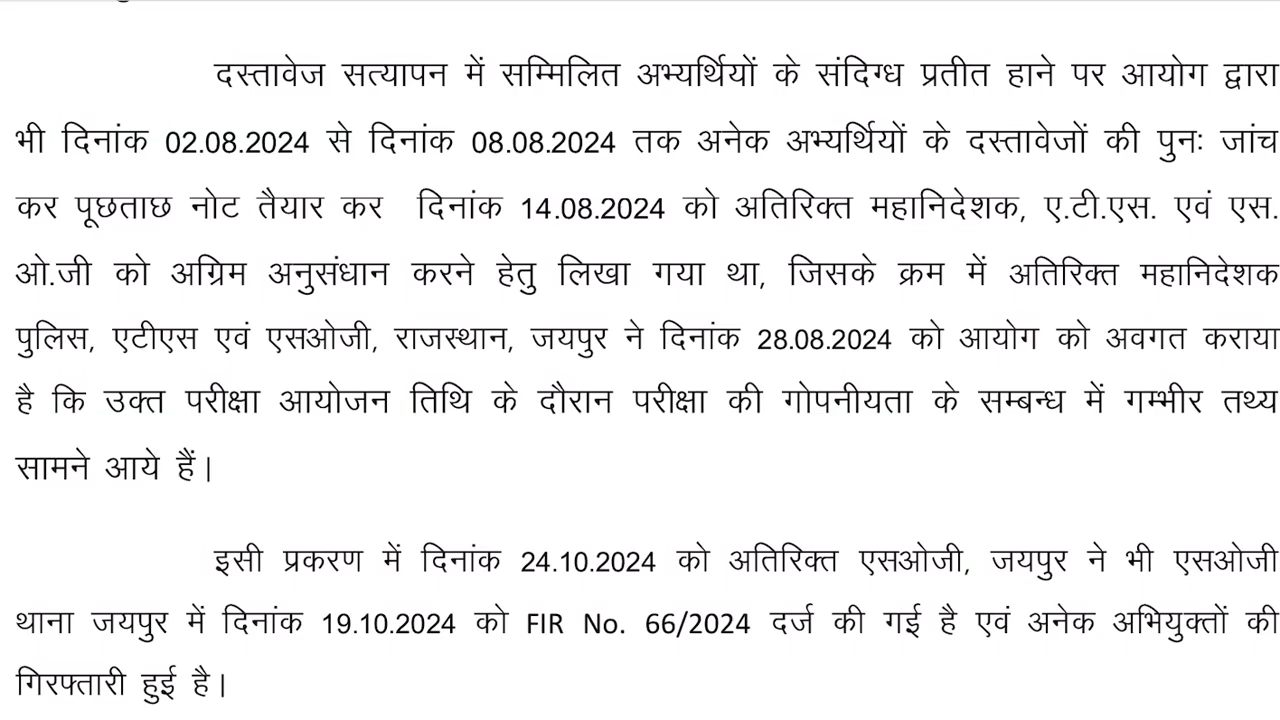 दस्तावेज सत्यापन में सम्मिलित अभ्यर्थियों के संदिग्ध प्रतीत हाने पर आयोग द्वारा
भी दिनांक 02.08.2024 से दिनांक 08.08.2024 तक अनेक अभ्यर्थियों के दस्तावेजों की पुनः जांच
कर पूछताछ नोट तैयार कर दिनांक 14.08.2024 को अतिरिक्त महानिदेशक, ए.टी.एस. एवं एस.
ओ.जी को अग्रिम अनुसंधान करने हेतु लिखा गया था, जिसके क्रम में अतिरिक्त महानिदेशक
पुलिस, एटीएस एवं एसओजी, राजस्थान, जयपुर ने दिनांक 28.08.2024 को आयोग को अवगत कराया
है कि उक्त परीक्षा आयोजन तिथि के दौरान परीक्षा की गोपनीयता के सम्बन्ध में गम्भीर तथ्य
सामने आये हैं।
इसी प्रकरण में दिनांक 24.10.2024 को अतिरिक्त एसओजी, जयपुर ने भी एसओजी
थाना जयपुर में दिनांक 19.10.2024 को FIR No. 66/2024 दर्ज की गई है एवं अनेक अभियुक्तों की
गिरफ्तारी हुई है।